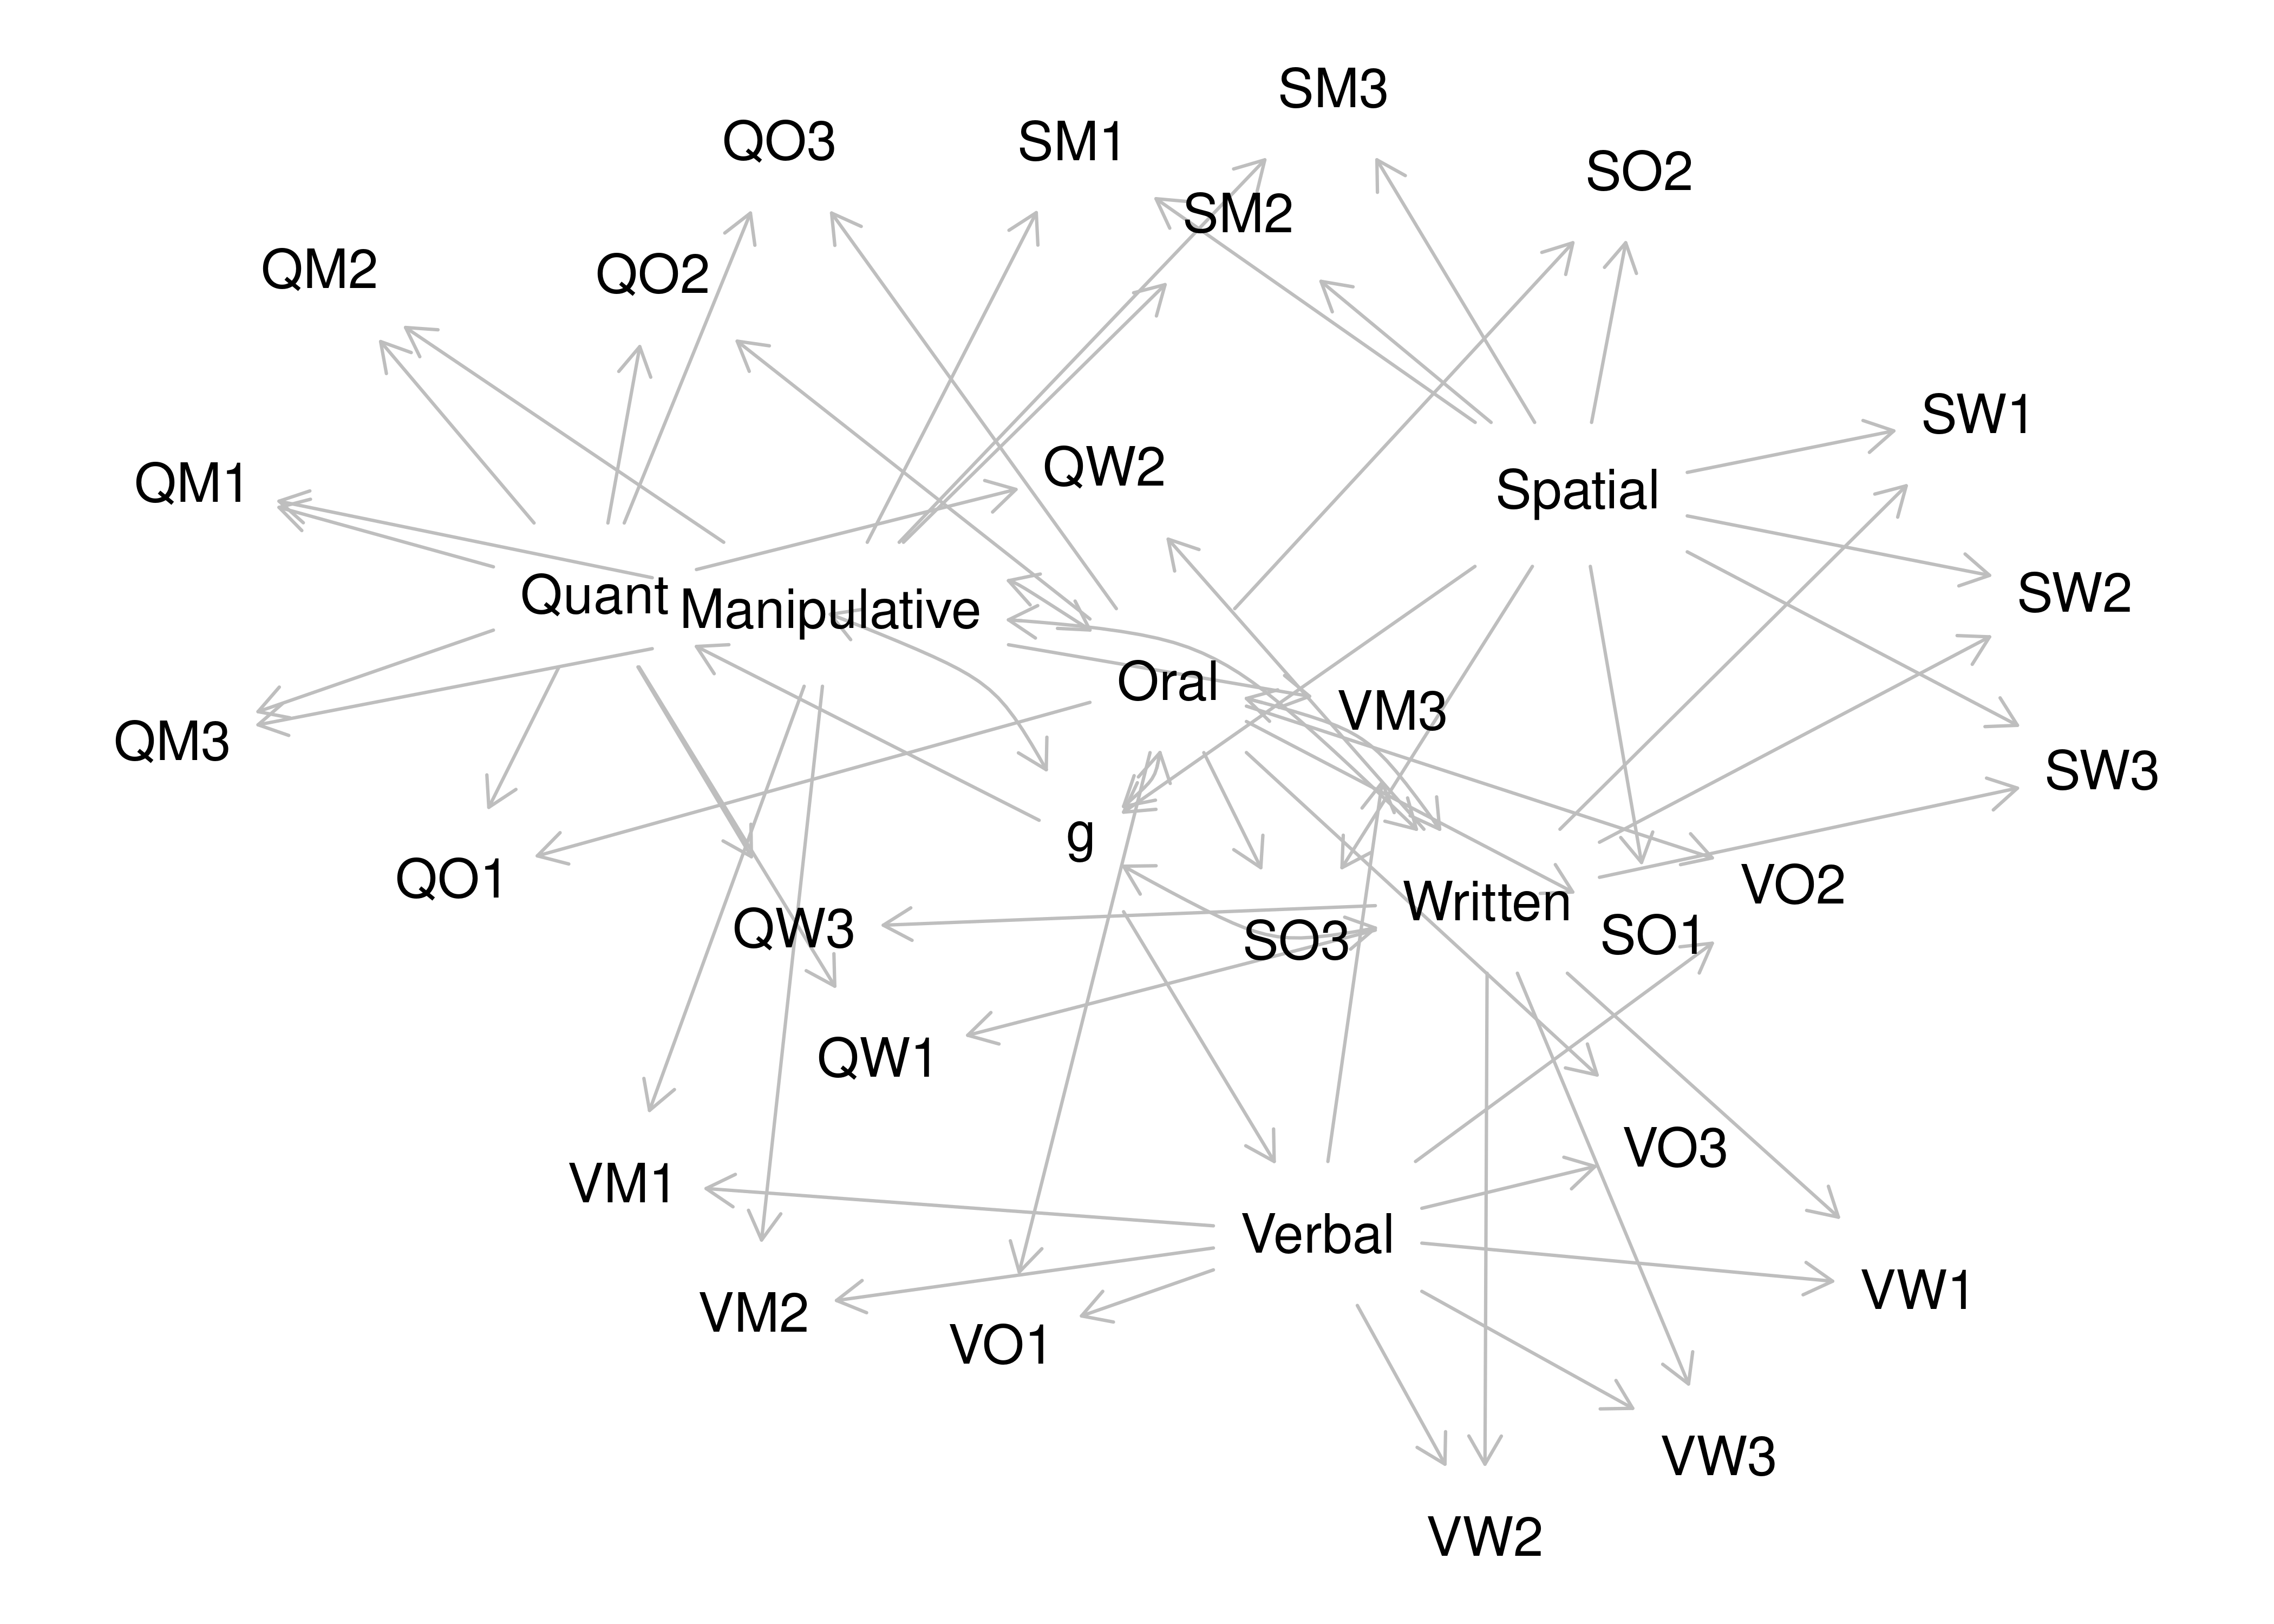 SM3
QO3
SM1
SO2
SM2
QM2
QO2
SW1
QW2
QM1
Spatial
Quant
SW2
Manipulative
Oral
VM3
QM3
SW3
g
QO1
VO2
Written
QW3
SO3
SO1
QW1
VO3
VM1
Verbal
VW1
VM2
VO1
VW3
VW2